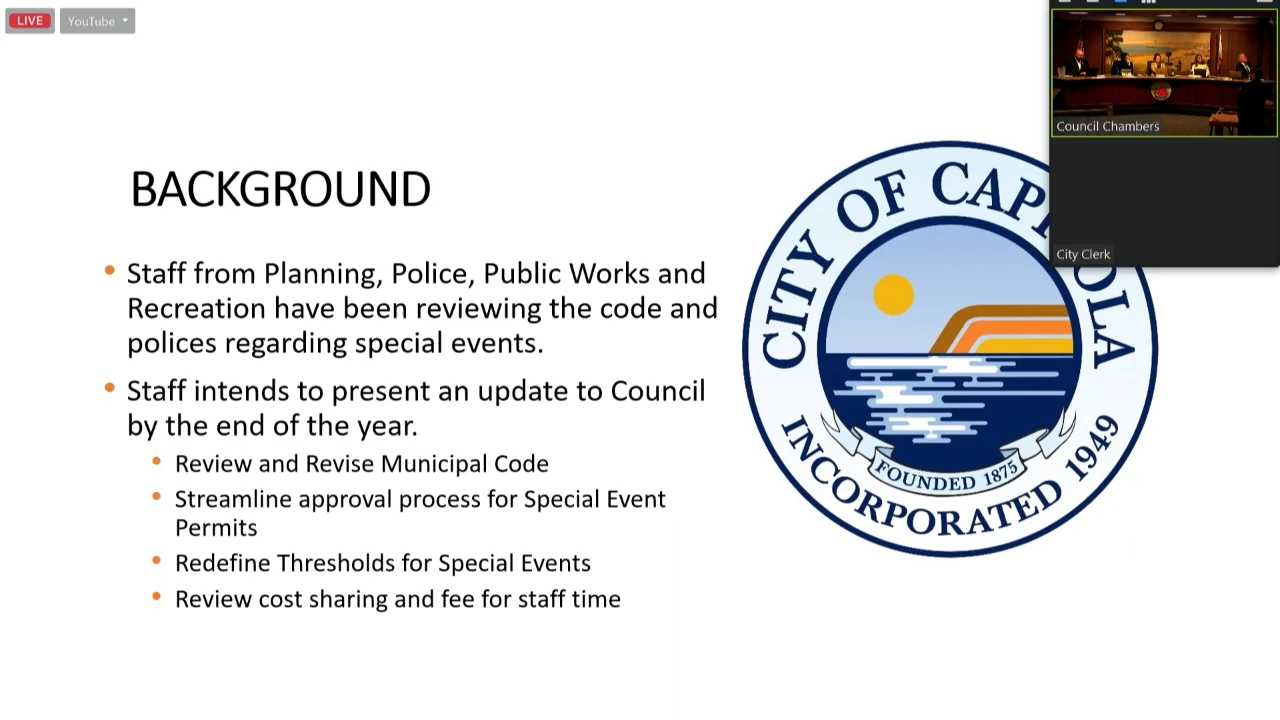 LIVE
YouTube
Council Chambers
City Clerk
BACKGROUND
• Staff from Planning, Police, Public Works and
Recreation have been reviewing the code and
polices regarding special events.
• Staff intends to present an update to Council
by the end of the year.
• Review and Revise Municipal Code
• Streamline approval process for Special Event
Permits
• Redefine Thresholds for Special Events
• Review cost sharing and fee for staff time
CITY OF CAP OLA
FOUNDED 1875
INCORPORATED 1949